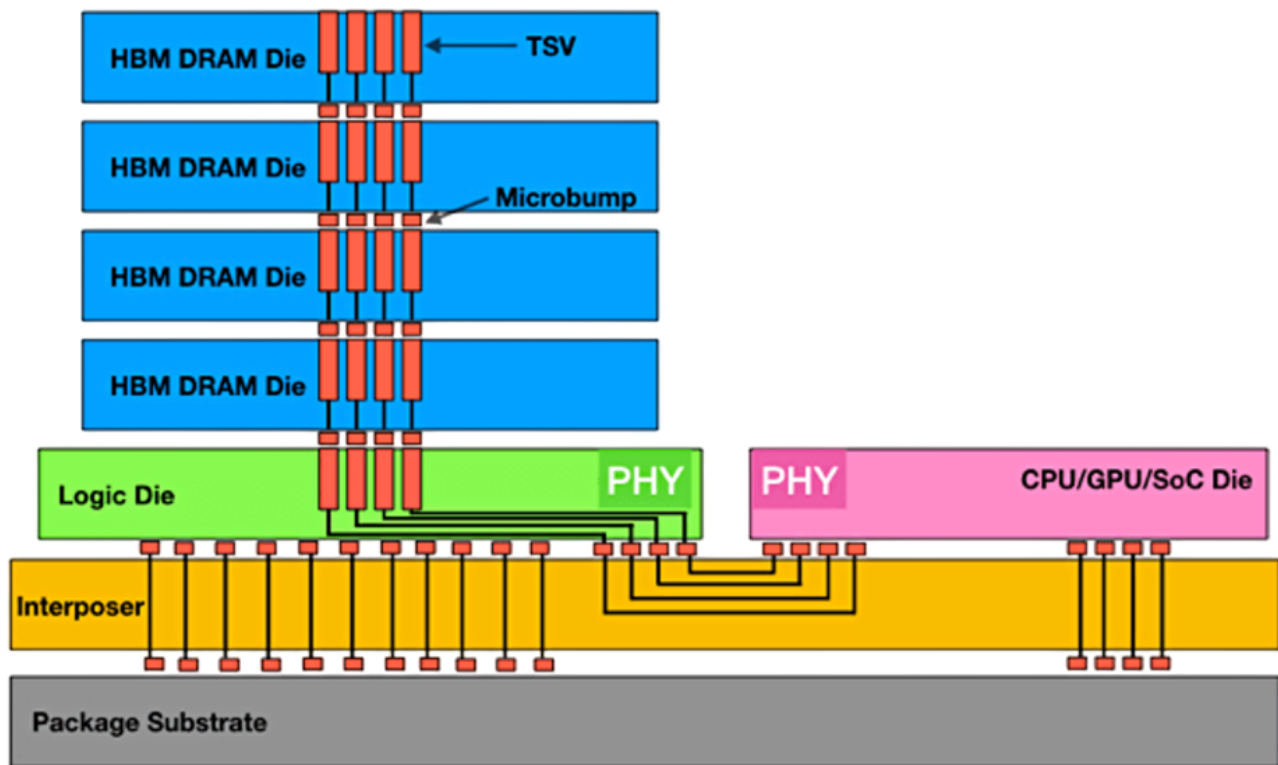 HBM DRAM Die
TSV
HBM DRAM Die
Microbump
HBM DRAM Die
HBM DRAM Die
Logic Die
PHY
PHY
CPU/GPU/SoC Die
Interposer
Package Substrate